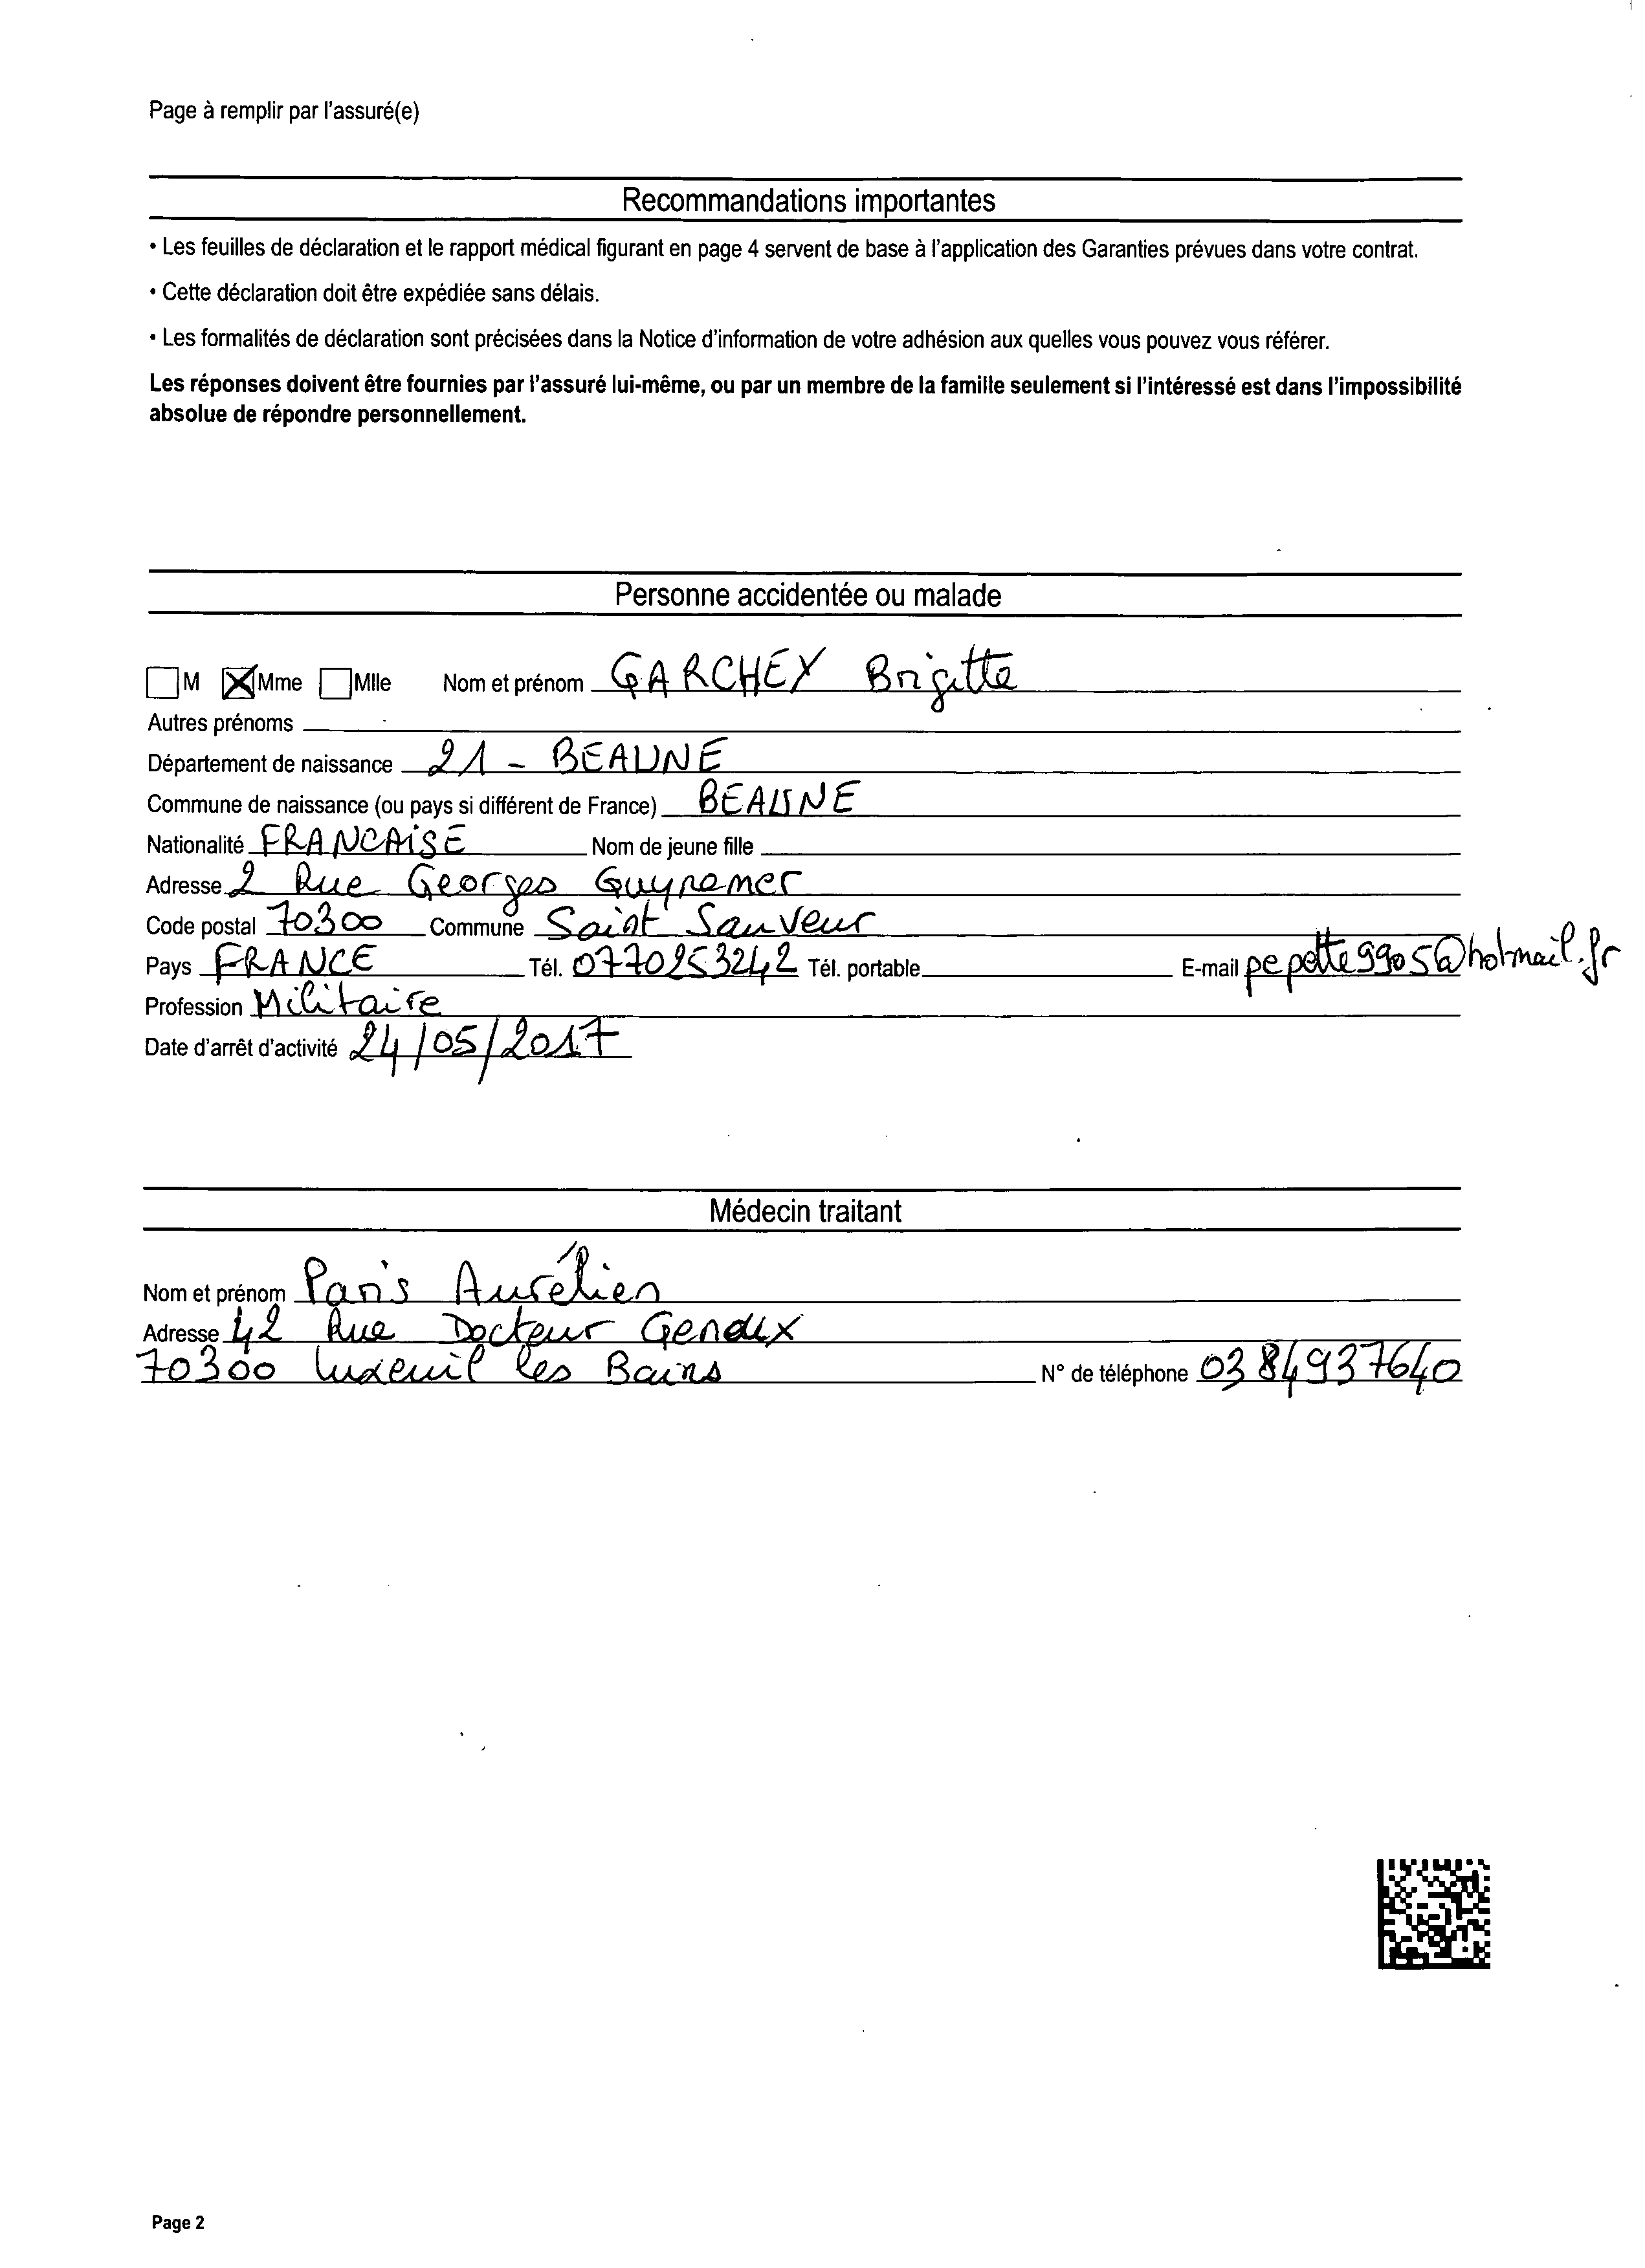 Page à remplir par l'assuré(e)
Recommandations importantes
• Les feuilles de déclaration et le rapport médical figurant en page 4 servent de base à l'application des Garanties prévues dans votre contrat.
• Cette déclaration doit être expédiée sans délais.
• Les formalités de déclaration sont précisées dans la Notice d'information de votre adhésion aux quelles vous pouvez vous référer.
Les réponses doivent être fournies par l'assuré lui-même, ou par un membre de la famille seulement si l'intéressé est dans l'impossibilité
absolue de répondre personnellement.
Personne accidentée ou malade
M Mme Mlle Nom et prénom GARCHEY Brigitte
Autres prénoms
Département de naissance 21 - BEAUNE
Commune de naissance (ou pays si différent de France) BEAUNE
Nationalité FRANCAISE Nom de jeune fille
Adresse 2 Rue Georges Guynemer
Code postal 70300 Commune Saint Sauveur
Pays FRANCE Tél. 0770253242 Tél. portable E-mail pepette9905@hotmail.fr
Profession Militaire
Date d'arrêt d'activité 24/05/2017
Médecin traitant
Nom et prénom Paris Aurélien
Adresse 42 Rue Docteur Gendux
70300 luxeuil les Bains N° de téléphone 0384937640
Page 2